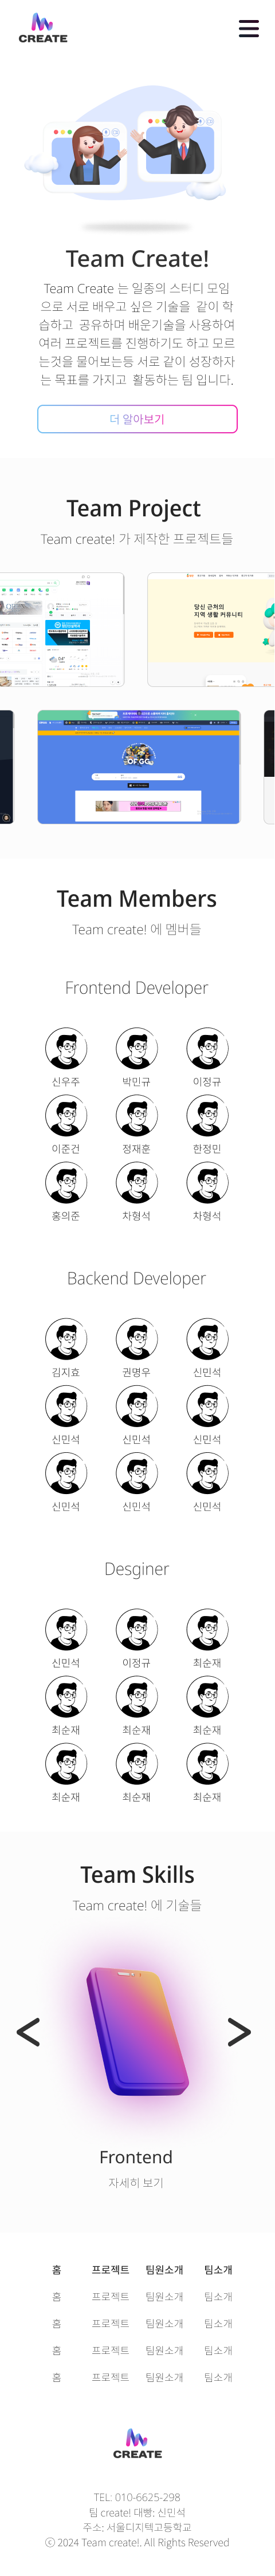 CREATE
Team Create!
Team Create 는 일종의 스터디 모임
으로 서로 배우고 싶은 기술을 같이 학
습하고 공유하며 배운기술을 사용하여
여러 프로젝트를 진행하기도 하고 모르
는것을 물어보는등 서로 같이 성장하자
는 목표를 가지고 활동하는 팀 입니다.
더 알아보기
Team Project
Team create! 가 제작한 프로젝트들
당신 근처의
지역 생활 커뮤니티
OP.GG
Team Members
Team create! 에 멤버들
Frontend Developer
신우주 박민규 이정규
이준건 정재훈 한정민
홍의준 차형석 차형석
Backend Developer
김지효 권명우 신민석
신민석 신민석 신민석
신민석 신민석 신민석
Desginer
신민석 이정규 최순재
최순재 최순재 최순재
최순재 최순재 최순재
Team Skills
Team create! 에 기술들
< >
Frontend
자세히 보기
홈 프로젝트 팀원소개 팀소개
홈 프로젝트 팀원소개 팀소개
홈 프로젝트 팀원소개 팀소개
홈 프로젝트 팀원소개 팀소개
홈 프로젝트 팀원소개 팀소개
CREATE
TEL: 010-6625-298
팀 create! 대빵: 신민석
주소: 서울디지텍고등학교
ⓒ 2024 Team create!. All Rights Reserved